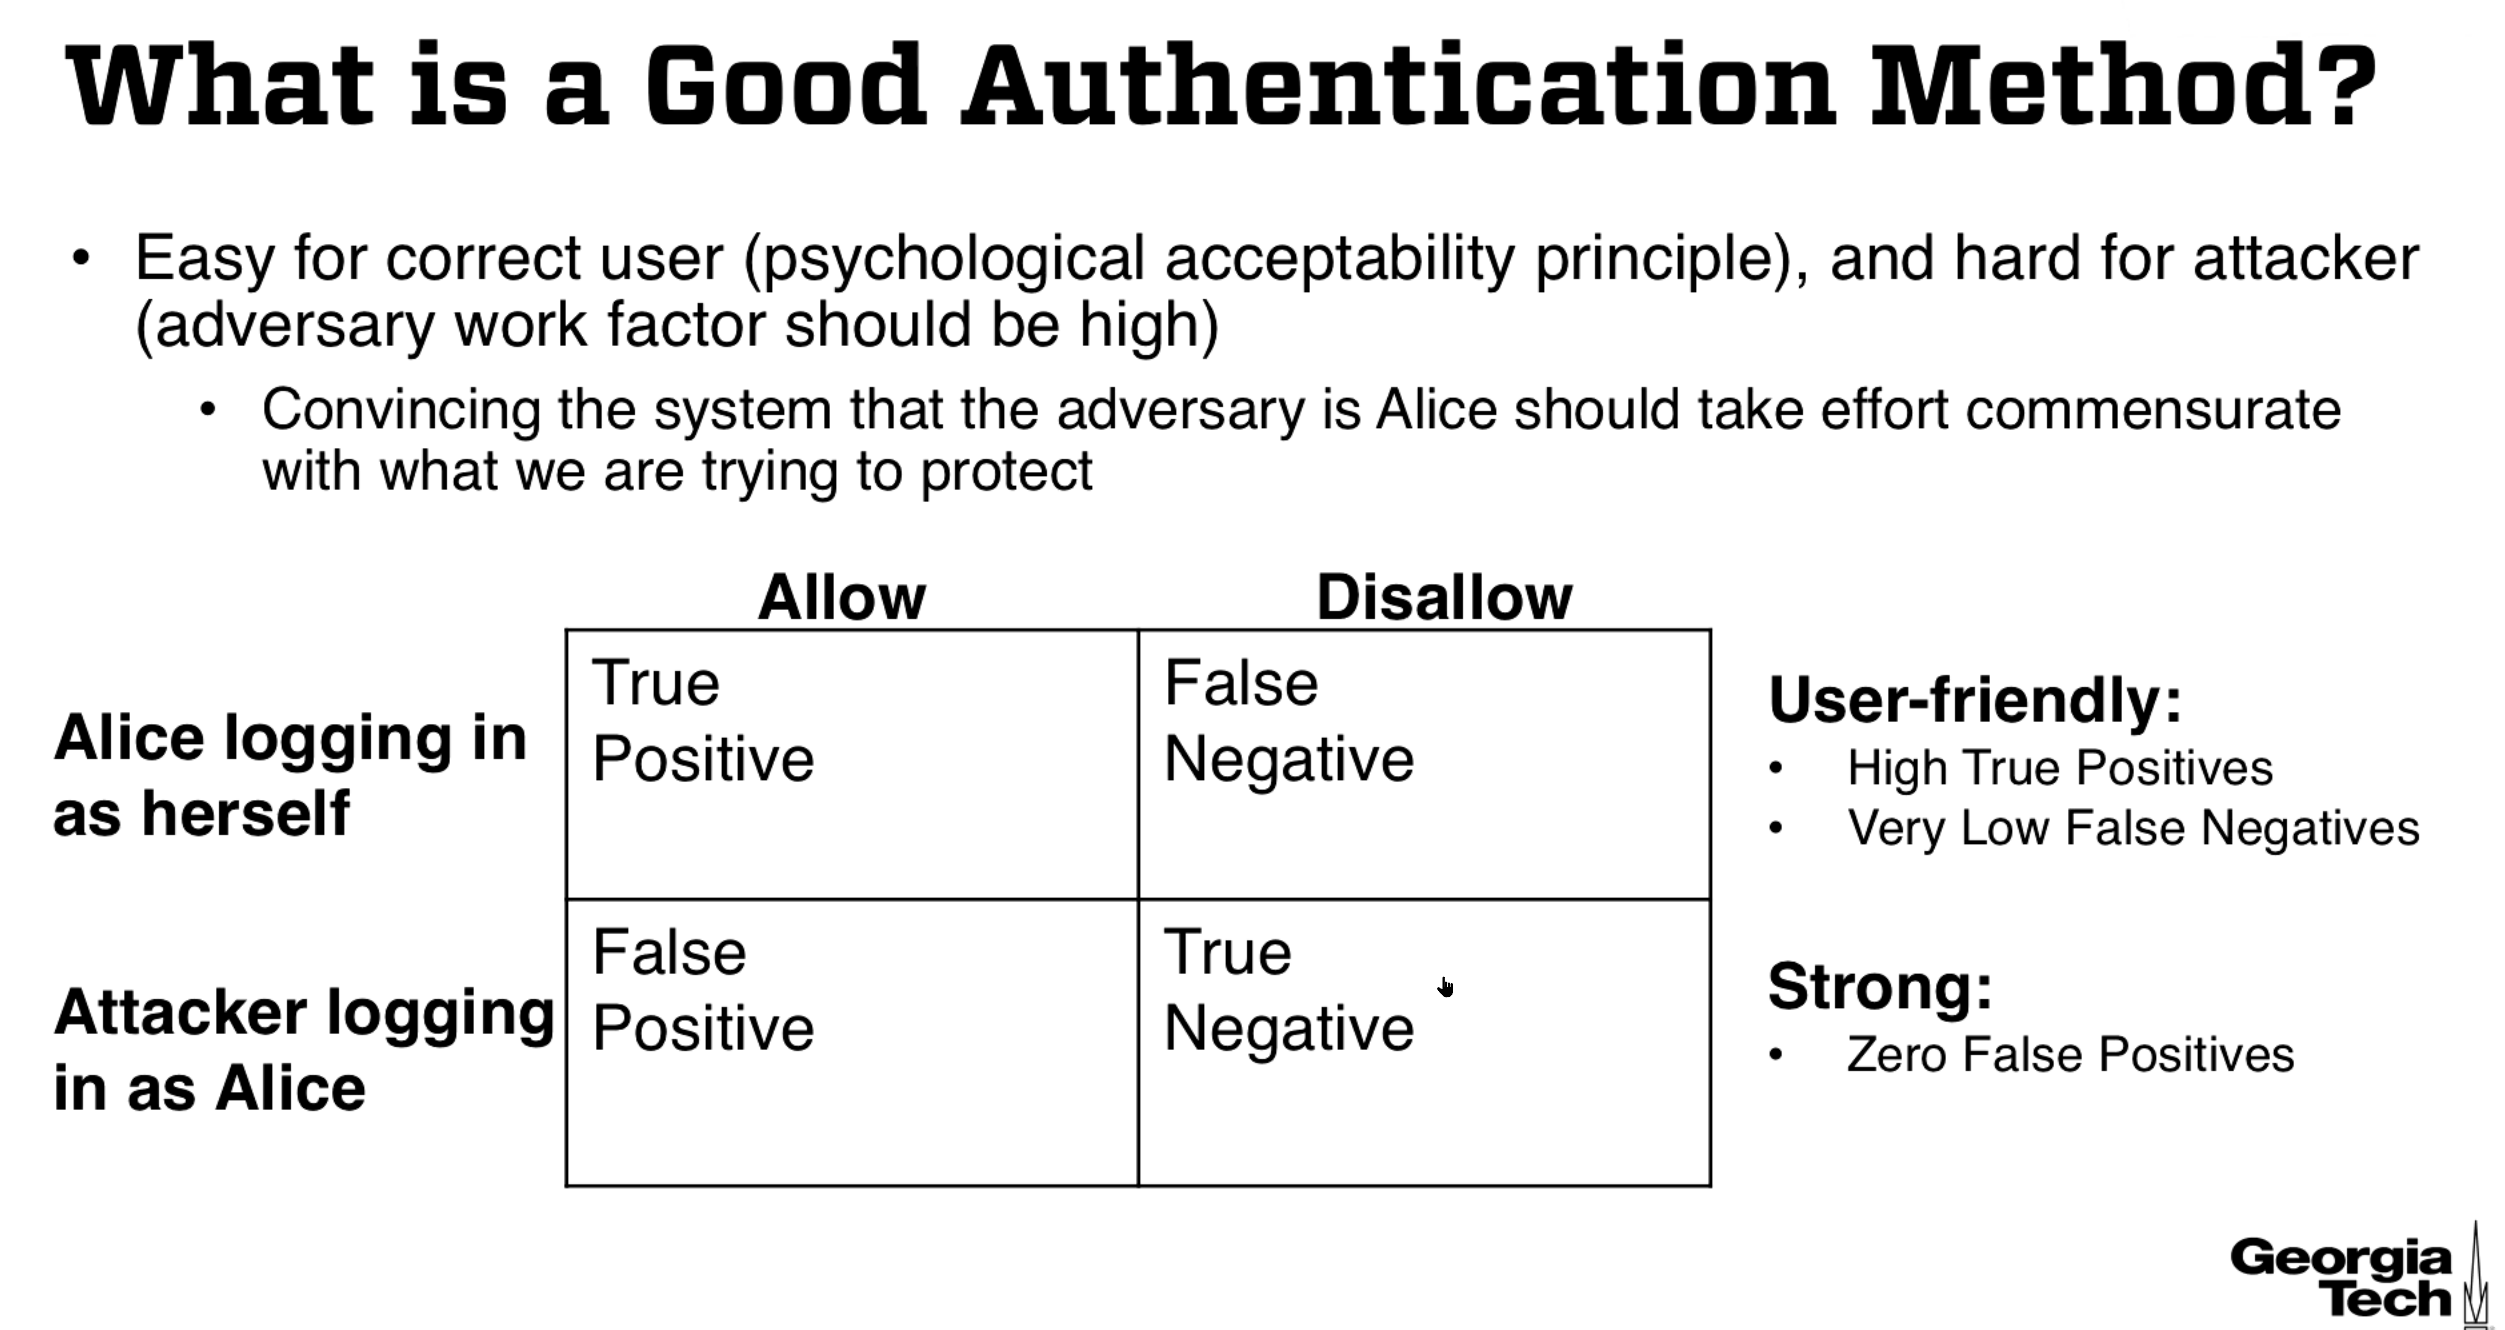 What is a Good Authentication Method?
• Easy for correct user (psychological acceptability principle), and hard for attacker
(adversary work factor should be high)
• Convincing the system that the adversary is Alice should take effort commensurate
with what we are trying to protect
Allow
Disallow
Alice logging in
as herself
True
Positive
False
Negative
User-friendly:
• High True Positives
• Very Low False Negatives
Attacker logging
in as Alice
False
Positive
True
Negative
Strong:
• Zero False Positives
Georgia
Tech